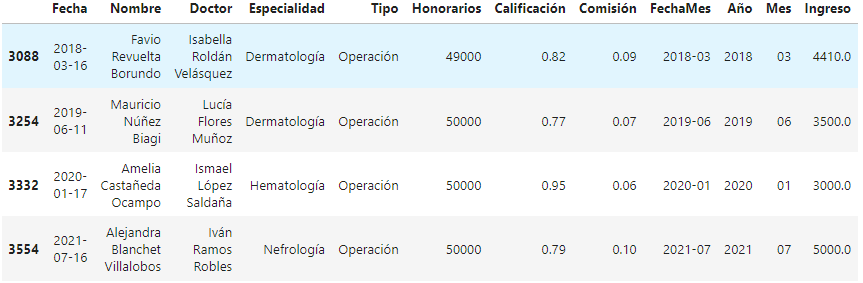 Fecha Nombre Doctor Especialidad Tipo Honorarios Calificación Comisión FechaMes Año Mes Ingreso
3088 2018-03-16 Favio Revuelta Borundo Isabella Roldán Velásquez Dermatología Operación 49000 0.82 0.09 2018-03 2018 03 4410.0
3254 2019-06-11 Mauricio Núñez Biagi Lucía Flores Muñoz Dermatología Operación 50000 0.77 0.07 2019-06 2019 06 3500.0
3332 2020-01-17 Amelia Castañeda Ocampo Ismael López Saldaña Hematología Operación 50000 0.95 0.06 2020-01 2020 01 3000.0
3554 2021-07-16 Alejandra Blanchet Villalobos Iván Ramos Robles Nefrología Operación 50000 0.79 0.10 2021-07 2021 07 5000.0